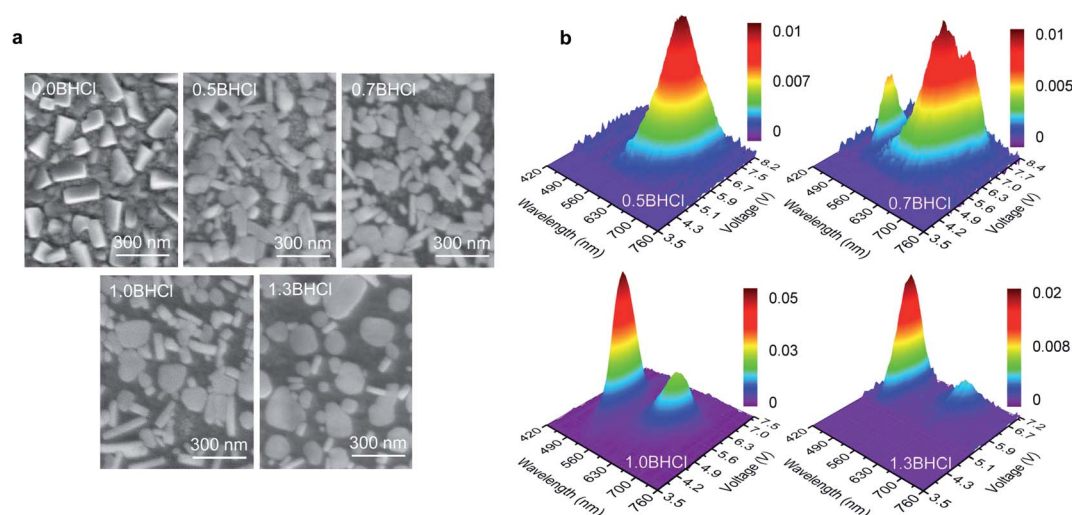 a
b
0.0BHCl
0.5BHCl
0.7BHCl
300 nm
300 nm
300 nm
1.0BHCl
1.3BHCl
300 nm
300 nm
0.01
0.007
0
420
490
560
630
700
760
Wavelength (nm)
3.5
4.3
5.1
5.9
6.7
7.5
8.2
Voltage (V)
0.5BHCl
0.01
0.005
0
420
490
560
630
700
760
Wavelength (nm)
3.5
4.2
4.9
5.6
6.3
7.0
7.7
8.4
Voltage (V)
0.7BHCl
0.05
0.03
0
420
490
560
630
700
760
Wavelength (nm)
3.5
4.2
4.9
5.6
6.3
7.0
7.5
Voltage (V)
1.0BHCl
0.02
0.008
0
420
490
560
630
700
760
Wavelength (nm)
3.5
4.3
5.1
5.9
6.7
7.2
Voltage (V)
1.3BHCl